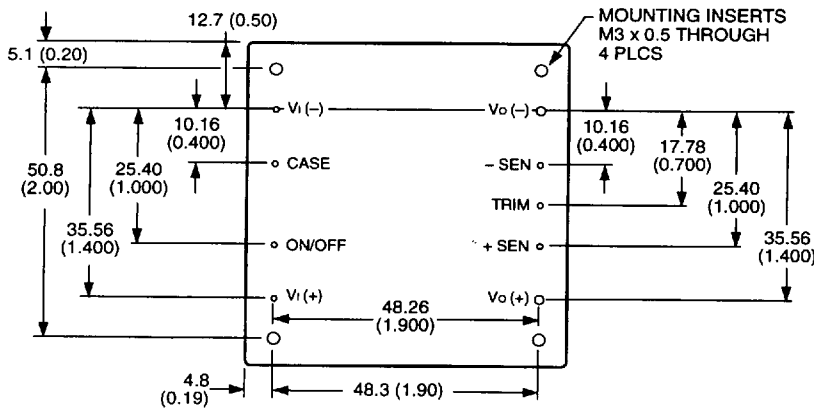 12.7 (0.50)
5.1 (0.20)
MOUNTING INSERTS
M3 x 0.5 THROUGH
4 PLCS
VI (–)
VO (–)
10.16
(0.400)
10.16
(0.400)
17.78
(0.700)
50.8
(2.00)
25.40
(1.000)
CASE
– SEN
25.40
(1.000)
TRIM
35.56
(1.400)
35.56
(1.400)
ON/OFF
+ SEN
VI (+)
VO (+)
48.26
(1.900)
4.8
(0.19)
48.3 (1.90)